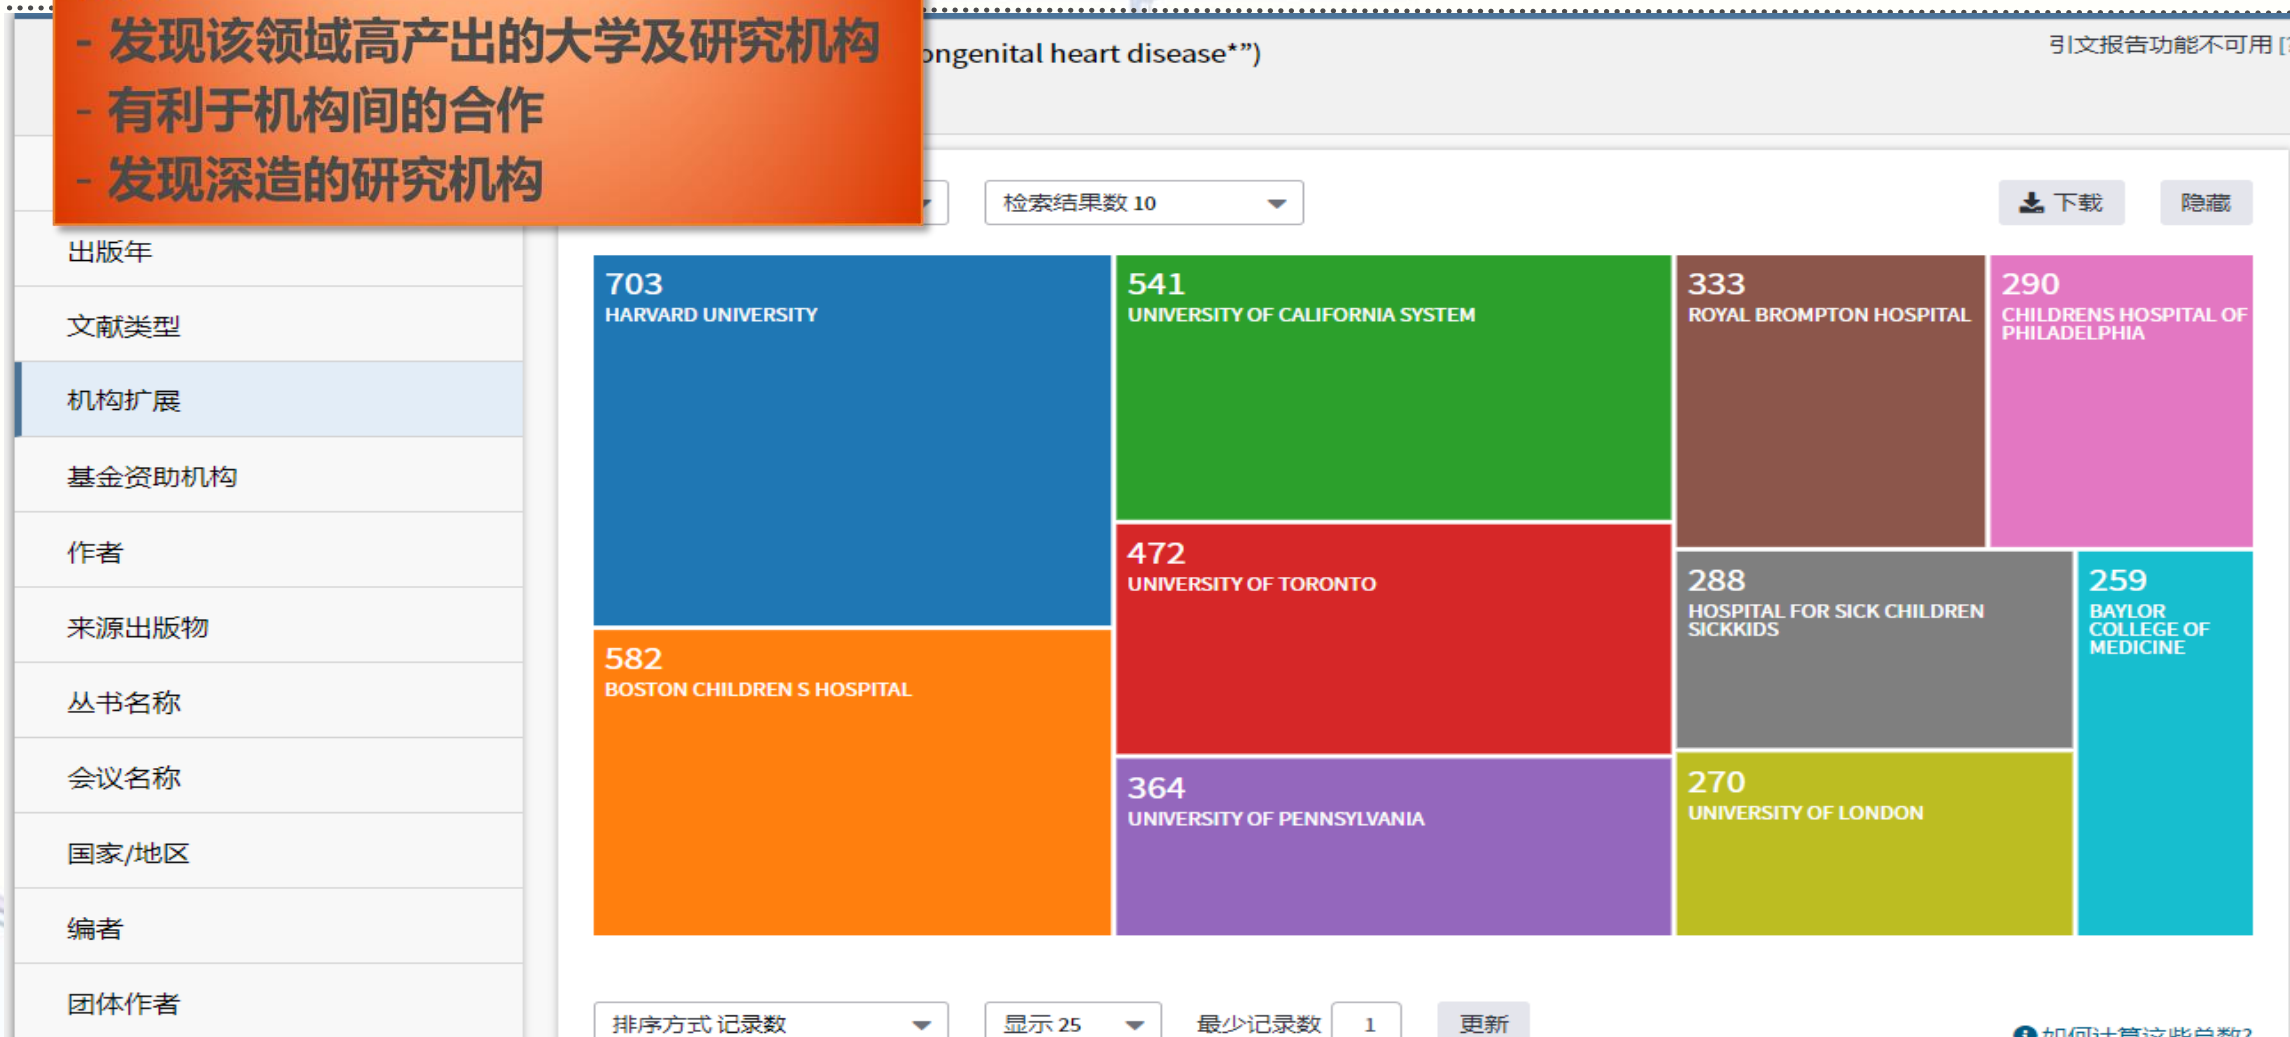 - 发现该领域高产出的大学及研究机构
- 有利于机构间的合作
- 发现深造的研究机构
ongenital heart disease*”)
引文报告功能不可用 [?
检索结果数 10
下载
隐藏
出版年
文献类型
机构扩展
基金资助机构
作者
来源出版物
丛书名称
会议名称
国家/地区
编者
团体作者
703
HARVARD UNIVERSITY
541
UNIVERSITY OF CALIFORNIA SYSTEM
333
ROYAL BROMPTON HOSPITAL
290
CHILDRENS HOSPITAL OF
PHILADELPHIA
582
BOSTON CHILDREN S HOSPITAL
472
UNIVERSITY OF TORONTO
364
UNIVERSITY OF PENNSYLVANIA
288
HOSPITAL FOR SICK CHILDREN
SICKKIDS
259
BAYLOR
COLLEGE OF
MEDICINE
270
UNIVERSITY OF LONDON
排序方式 记录数
显示 25
最少记录数 1
更新
如何计算这些总数?